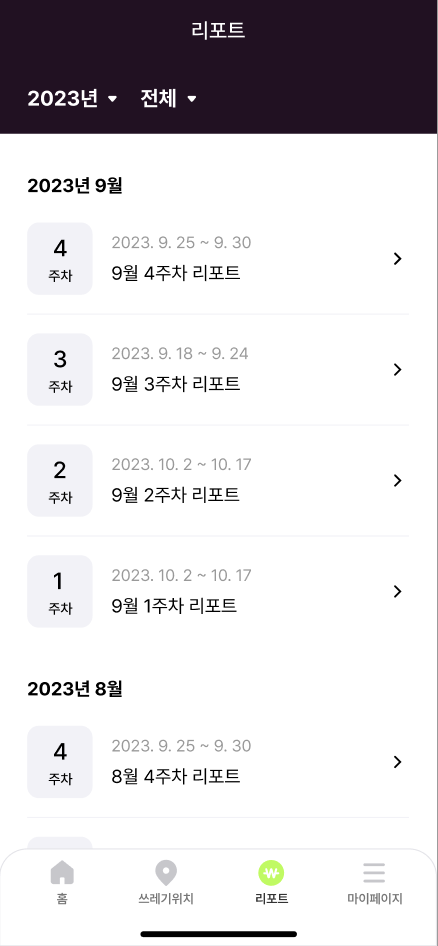 리포트
2023년 전체
2023년 9월
4
주차
2023. 9. 25 ~ 9. 30
9월 4주차 리포트
3
주차
2023. 9. 18 ~ 9. 24
9월 3주차 리포트
2
주차
2023. 10. 2 ~ 10. 17
9월 2주차 리포트
1
주차
2023. 10. 2 ~ 10. 17
9월 1주차 리포트
2023년 8월
4
주차
2023. 9. 25 ~ 9. 30
8월 4주차 리포트
홈 쓰레기위치 리포트 마이페이지